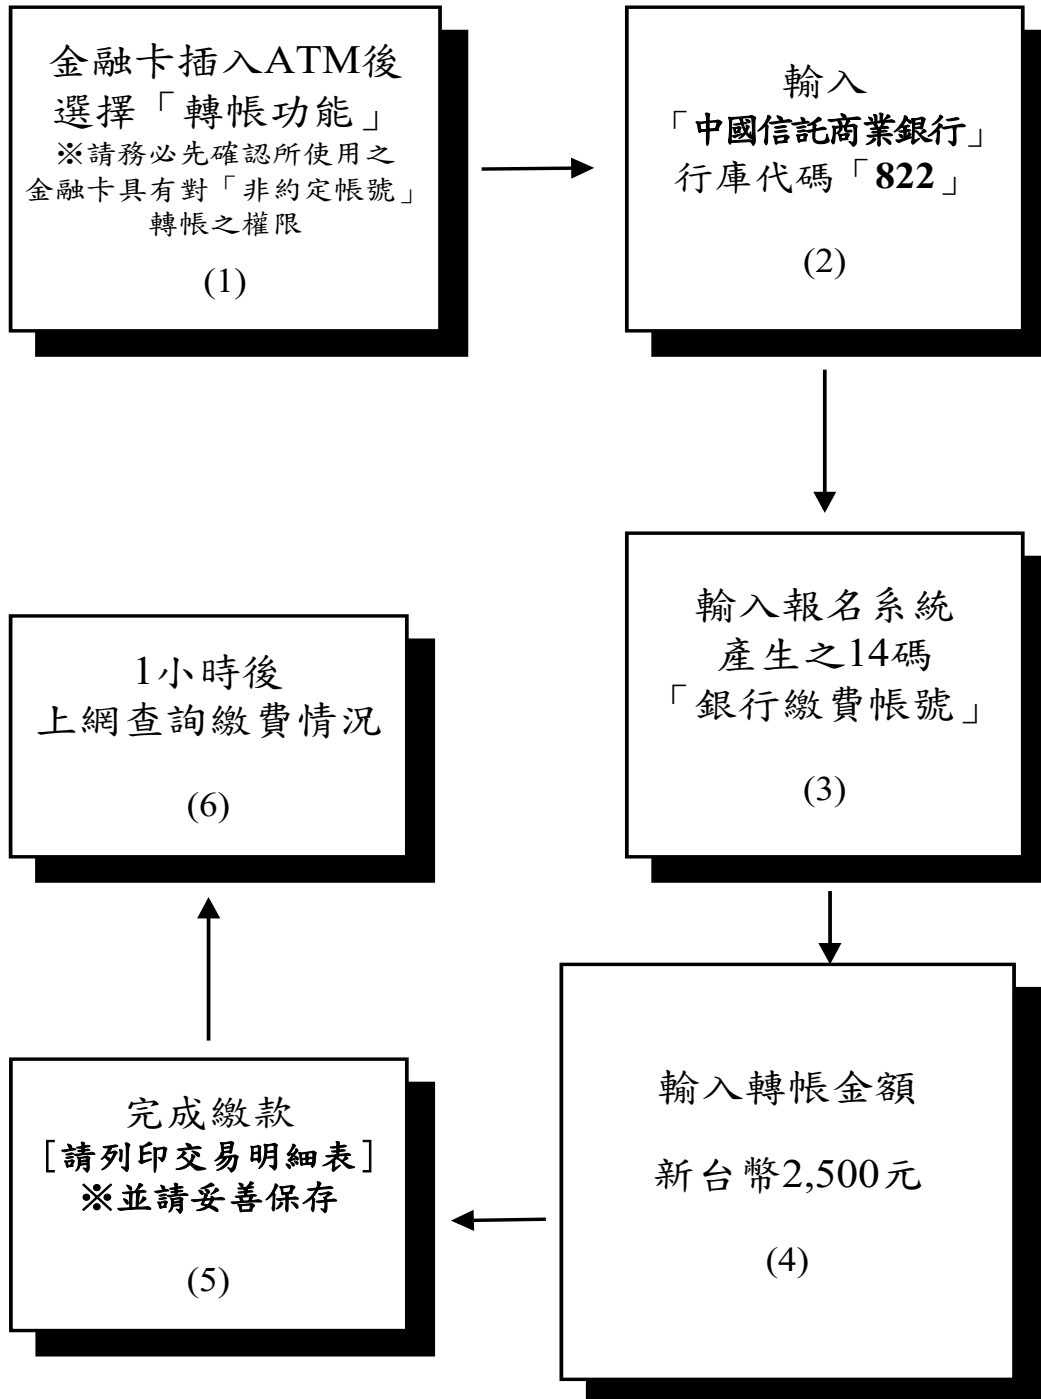 金融卡插入ATM後
選擇「轉帳功能」
※請務必先確認所使用之
金融卡具有對「非約定帳號」
轉帳之權限
(1)
輸入
「中國信託商業銀行」
行庫代碼「822」
(2)
輸入報名系統
產生之14碼
「銀行繳費帳號」
(3)
輸入轉帳金額
新台幣2,500元
(4)
完成繳款
[請列印交易明細表]
※並請妥善保存
(5)
1小時後
上網查詢繳費情況
(6)